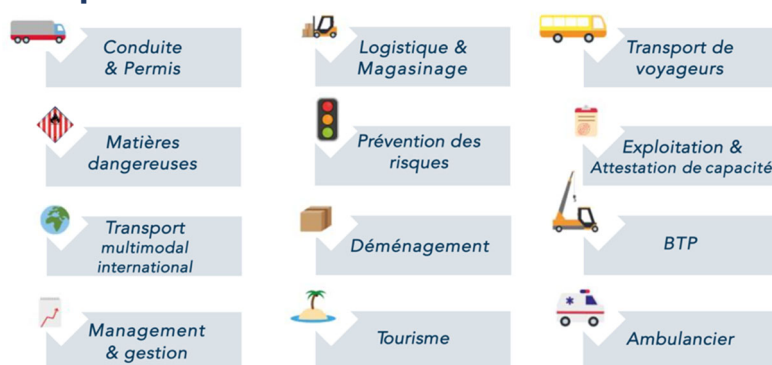 Conduite
& Permis
Logistique &
Magasinage
Transport de
voyageurs
Matières
dangereuses
Prévention des
risques
Exploitation &
Attestation de capacité
Transport
multimodal
international
Déménagement
BTP
Management
& gestion
Tourisme
Ambulancier